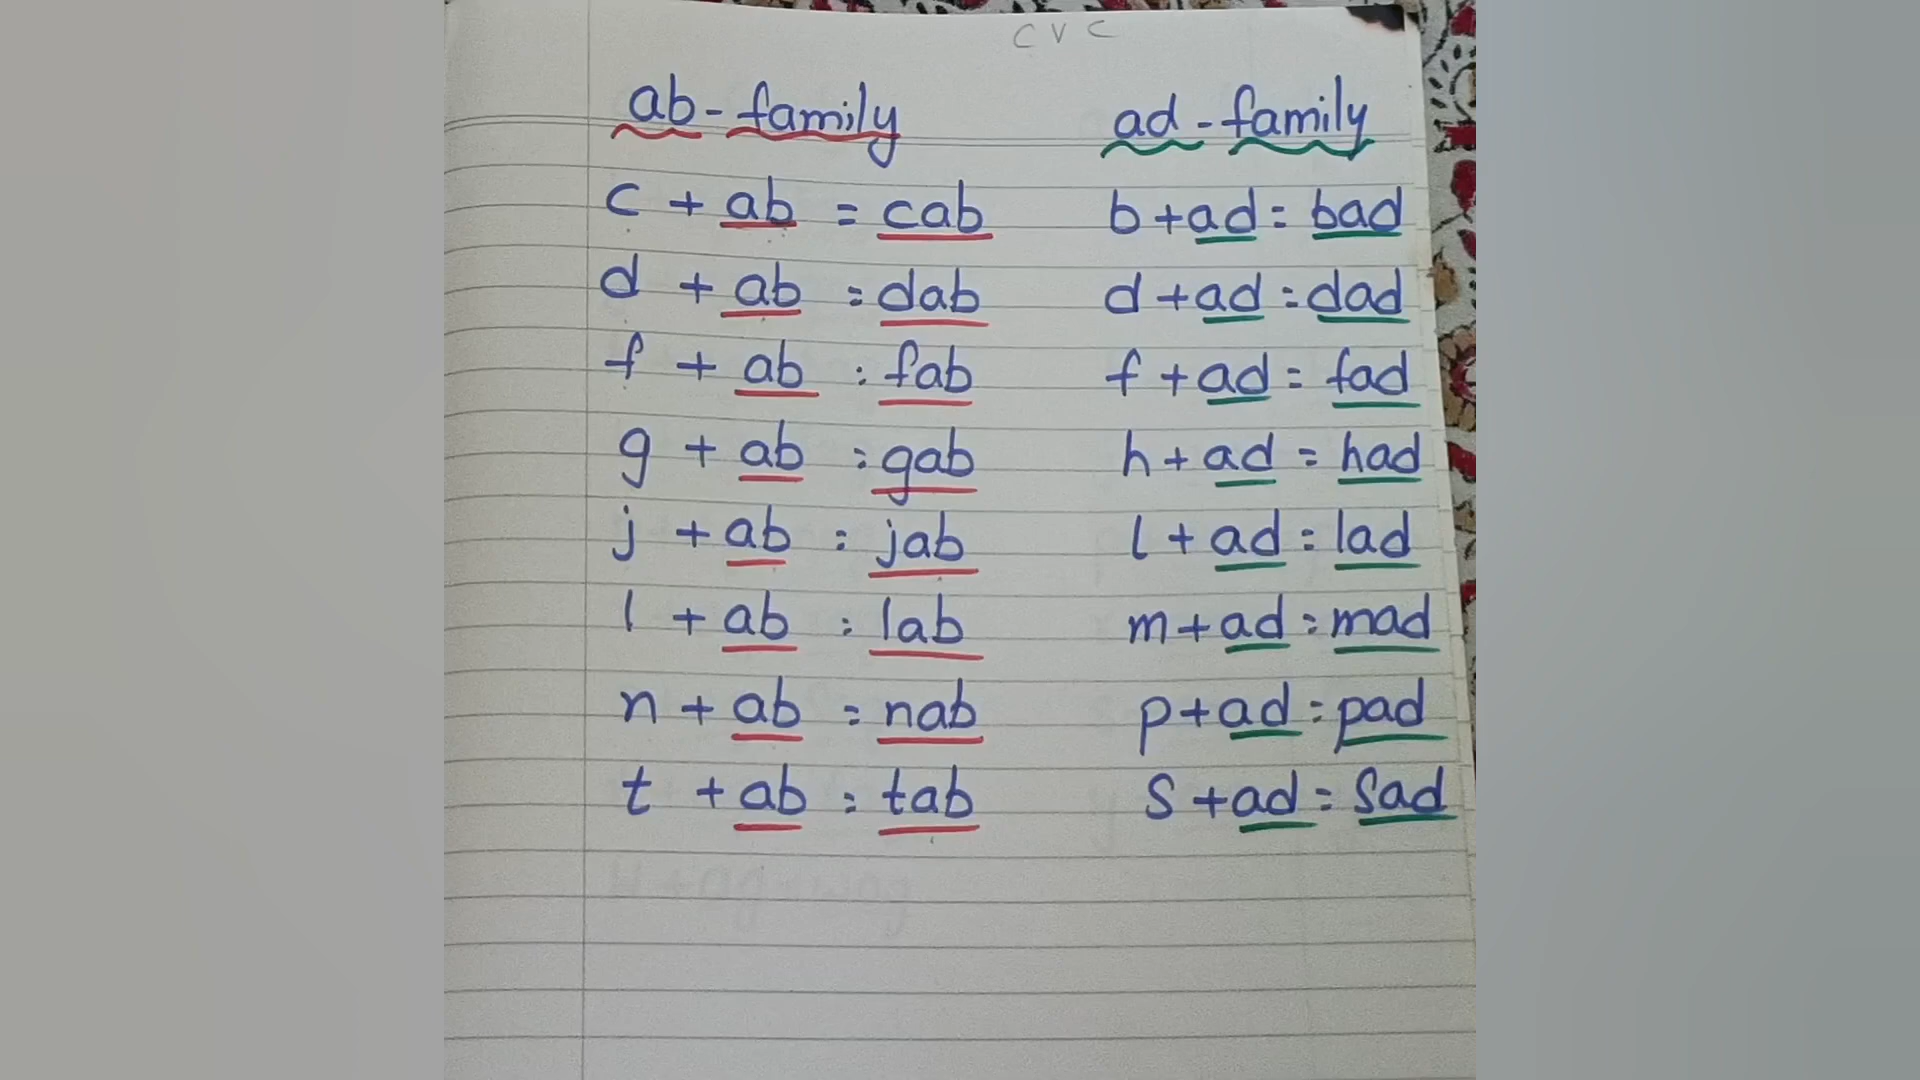 C V C
ab - family ad - family
c + ab = cab b + ad = bad
d + ab = dab d + ad = dad
f + ab = fab f + ad = fad
g + ab = gab h + ad = had
j + ab = jab l + ad = lad
l + ab = lab m + ad = mad
n + ab = nab p + ad = pad
t + ab = tab s + ad = sad